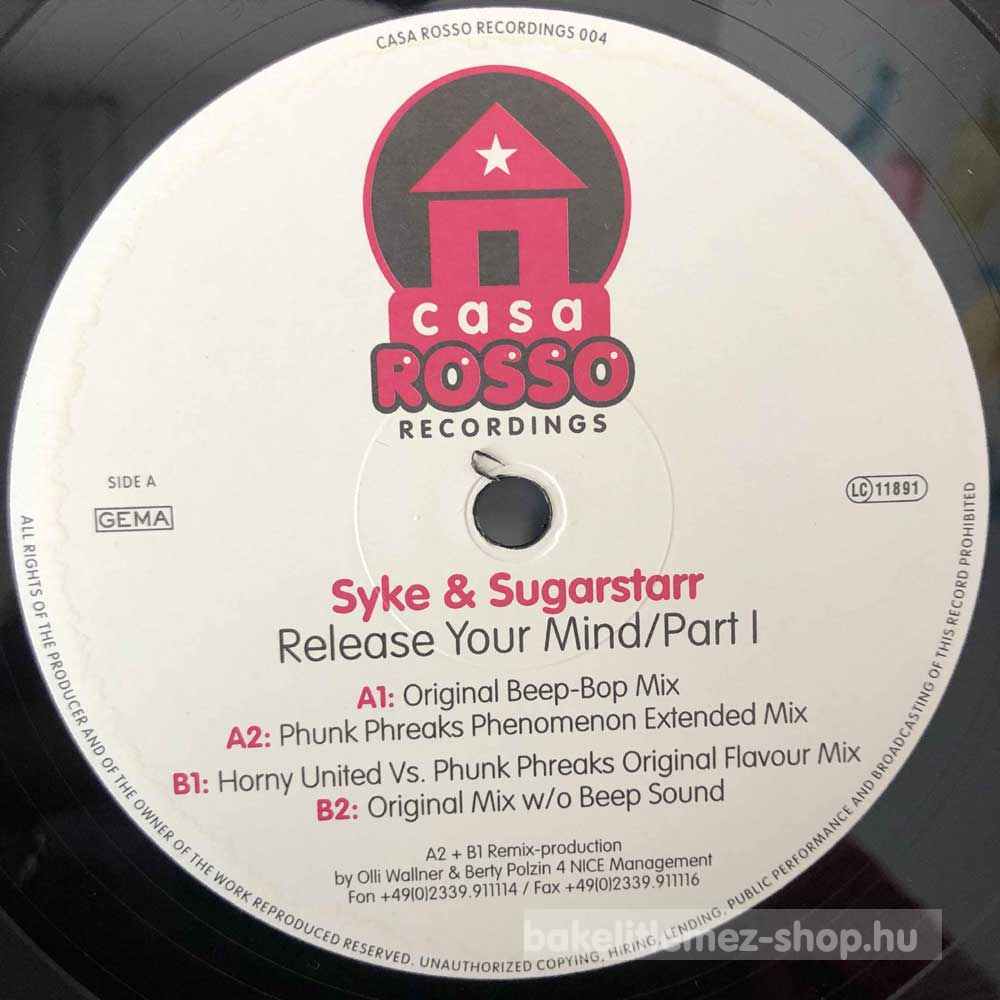 CASA ROSSO RECORDINGS 004
casa
ROSSO
RECORDINGS
SIDE A
GEMA
LC 11891
Syke & Sugarstarr
Release Your Mind/Part I
A1: Original Beep-Bop Mix
A2: Phunk Phreaks Phenomenon Extended Mix
B1: Horny United Vs. Phunk Phreaks Original Flavour Mix
B2: Original Mix w/o Beep Sound
A2 + B1 Remix-production
by Olli Wallner & Berty Polzin 4 NICE Management
Fon +49(0)2339.911114 / Fax +49(0)2339.911116
ALL RIGHTS OF THE PRODUCER AND OF THE OWNER OF THE WORK REPRODUCED RESERVED. UNAUTHORIZED COPYING, HIRING, LENDING, PUBLIC PERFORMANCE AND BROADCASTING OF THIS RECORD PROHIBITED
bakelitlemez-shop.hu